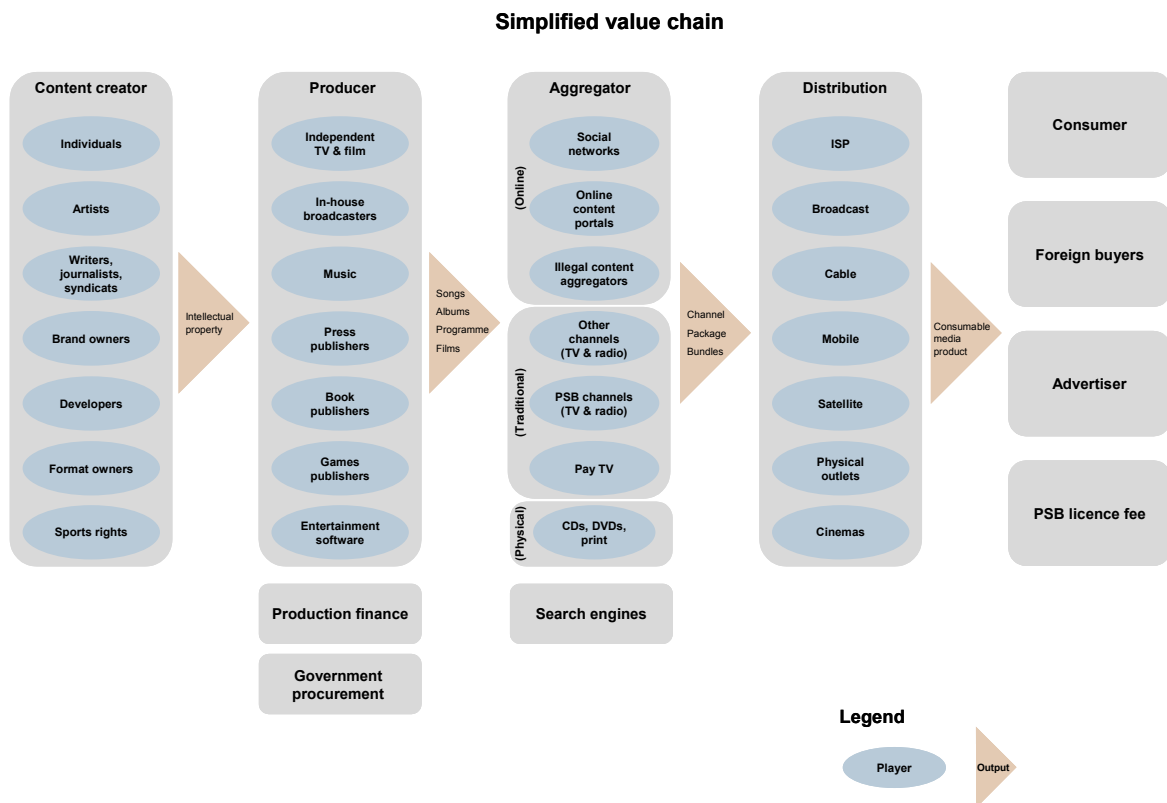 Simplified value chain
Content creator
Individuals
Artists
Writers,
journalists,
syndicats
Brand owners
Developers
Format owners
Sports rights
Intellectual
property
Producer
Independent
TV & film
In-house
broadcasters
Music
Press
publishers
Book
publishers
Games
publishers
Entertainment
software
Production finance
Government
procurement
Songs
Albums
Programme
Films
Aggregator
(Online)
Social
networks
Online
content
portals
Illegal content
aggregators
(Traditional)
Other
channels
(TV & radio)
PSB channels
(TV & radio)
Pay TV
(Physical)
CDs, DVDs,
print
Search engines
Channel
Package
Bundles
Distribution
ISP
Broadcast
Cable
Mobile
Satellite
Physical
outlets
Cinemas
Consumable
media
product
Consumer
Foreign buyers
Advertiser
PSB licence fee
Legend
Player
Output